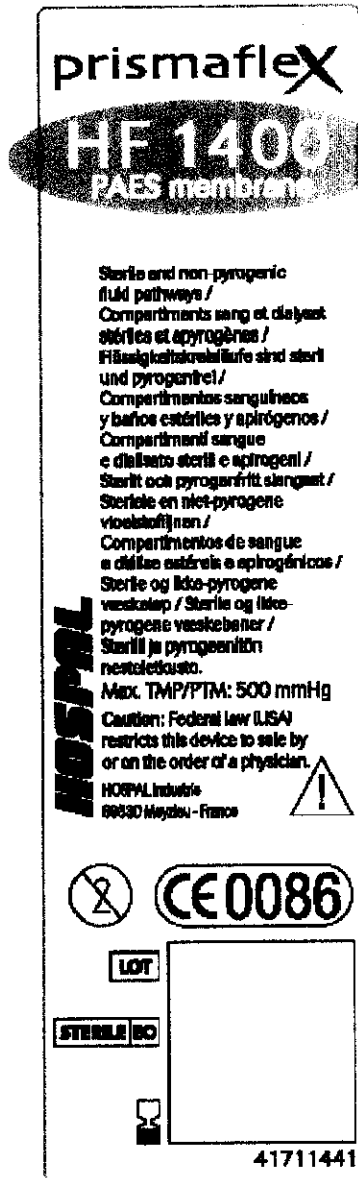 prismaflex
HF 1400
PAES membrane
Sterile and non-pyrogenic
fluid pathways /
Compartiments sang et dialysat
stériles et apyrogènes /
sind steril
und pyrogenfrei /
Compartimentos sanguíneos
y baños estériles y apirógenos /
Compartimenti sangue
e dialisato sterili e apirogeni /
Sterilt och pyrogenfritt slangset /
Steriele en niet-pyrogene
vloeistoflijnen /
Compartimentos de sangue
e diálise estéreis e apirogénicos /
Sterile og ikke-pyrogene
væskeløp / Sterile og ikke-
pyrogene væskebaner /
Steriili ja pyrogeenitön
nesteletkusto.
Max. TMP/PTM: 500 mmHg
Caution: Federal law (USA)
restricts this device to sale by
or on the order of a physician.
HOSPAL Industrie
69330 Meyzieu - France
HOSPAL
!
2
CE 0086
LOT
STERILE EO
41711441